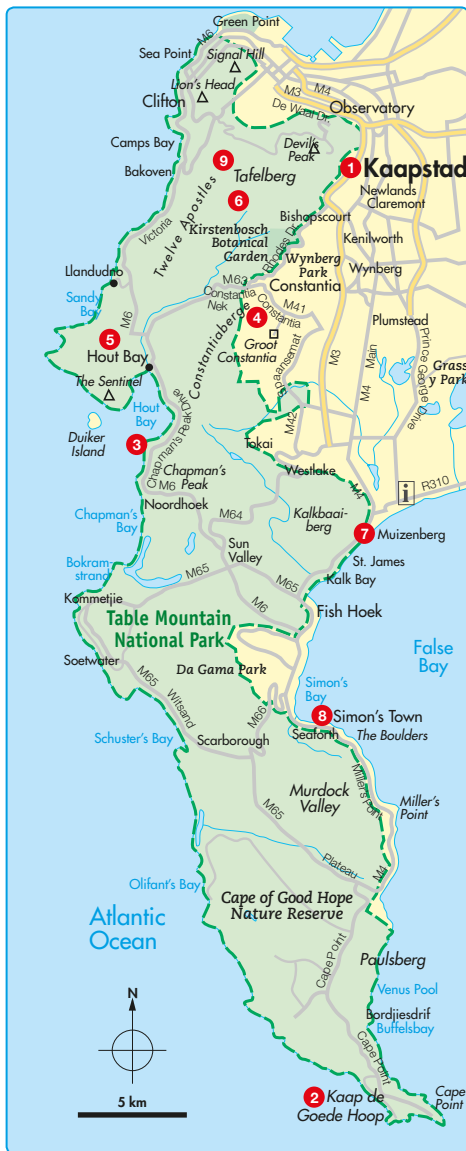 Green Point
M6
Sea Point
Signal Hill
Lion's Head
M3
M4
Clifton
De Waal Dr.
Observatory
Camps Bay
Devil's
Peak
Bakoven
9
Tafelberg
1
Kaapstad
6
Newlands
Claremont
Twelve Apostles
Victoria
Kirstenbosch
Botanical
Garden
Bishopscourt
Rhodes Dr.
Kenilworth
Wynberg
Park
Wynberg
Llandudno
M63
Constantia
Constantia
Nek
Constantia
M41
Sandy
Bay
M6
4
Plumstead
5
Hout Bay
Constantiaberge
Groot
Constantia
Spaansemat
M3
Main
M4
Prince George Drive
Grass
y Park
The Sentinel
Hout
Bay
Duiker
Island
3
Chapman's Peak Drive
M42
Tokai
Chapman's
Peak
Westlake
M4
M6
Noordhoek
M64
Kalkbaai-
berg
i
R310
Chapman's
Bay
7
Muizenberg
Sun
Valley
St. James
Bokram-
strand
M65
M65
Kalk Bay
Kommetjie
M6
Fish Hoek
Table Mountain
National Park
False
Bay
Soetwater
Da Gama Park
Simon's
Bay
M65
Witsand
M66
8
Simon's Town
Seaforth
The Boulders
Schuster's Bay
Scarborough
Murdock
Valley
Miller's Point
Miller's
Point
M65
Plateau
M4
Olifant's Bay
Cape of Good Hope
Nature Reserve
Atlantic
Ocean
Cape Point
Paulsberg
Venus Pool
Bordjiesdrif
Buffelsbay
N
Cape Point
5 km
2
Kaap de
Goede Hoop
Cape
Point